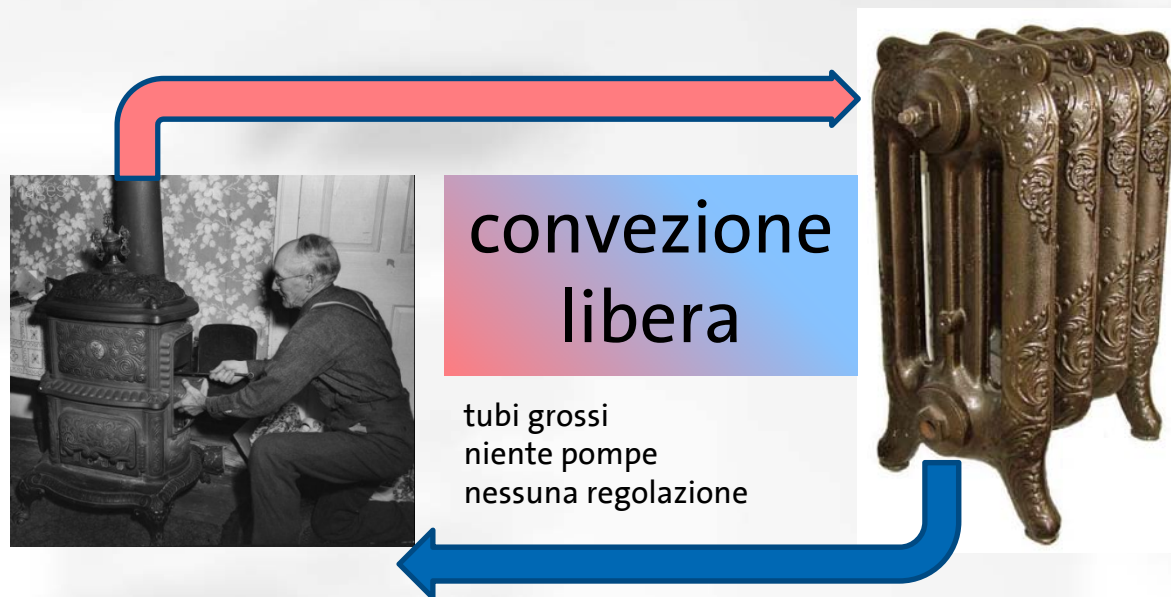 convezione
libera
tubi grossi
niente pompe
nessuna regolazione